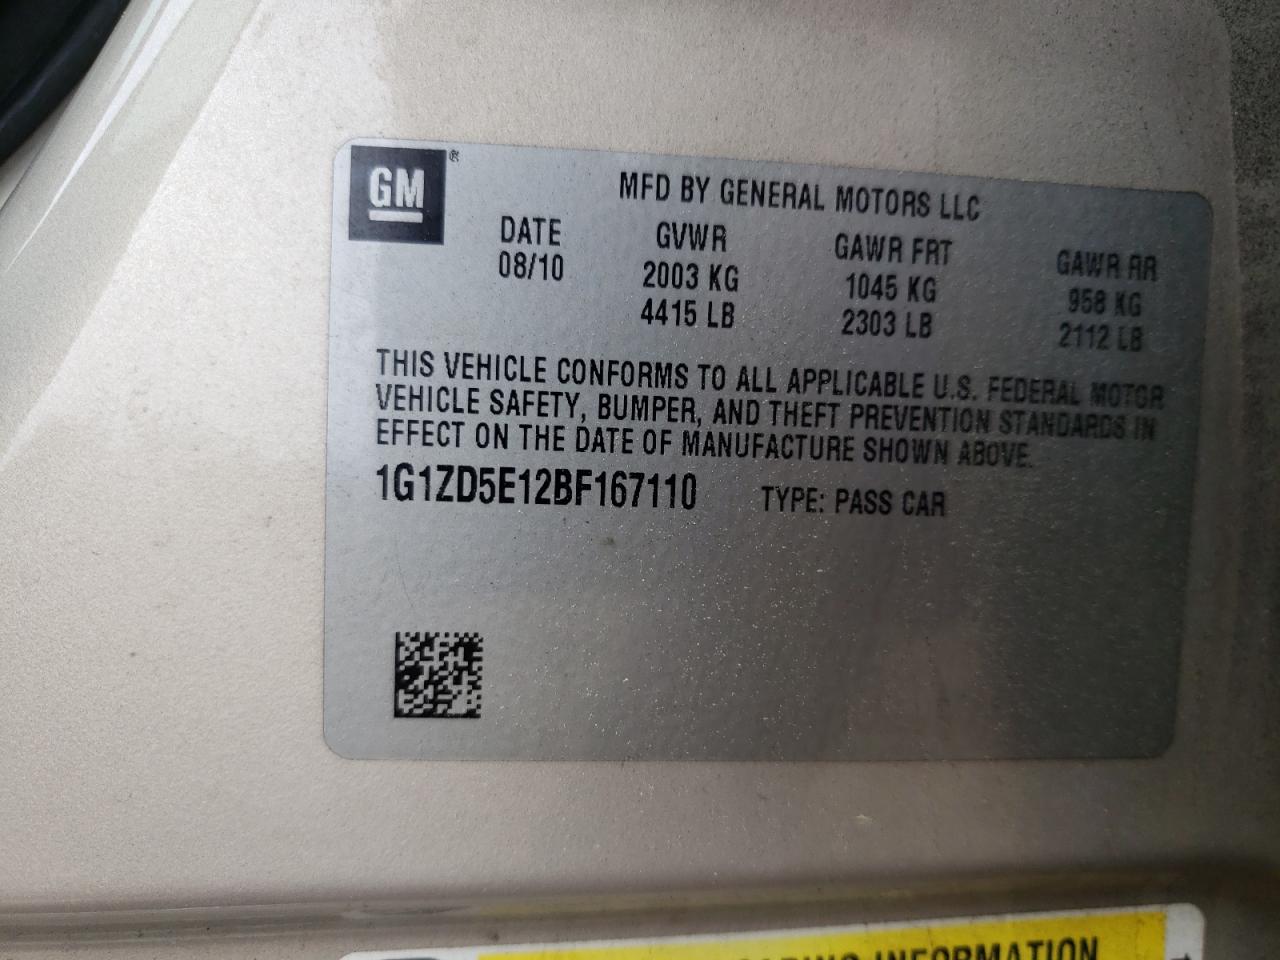 GM ®
MFD BY GENERAL MOTORS LLC
DATE GVWR GAWR FRT GAWR RR
08/10 2003 KG 1045 KG 958 KG
4415 LB 2303 LB 2112 LB
THIS VEHICLE CONFORMS TO ALL APPLICABLE U.S. FEDERAL MOTOR
VEHICLE SAFETY, BUMPER, AND THEFT PREVENTION STANDARDS IN
EFFECT ON THE DATE OF MANUFACTURE SHOWN ABOVE.
1G1ZD5E12BF167110 TYPE: PASS CAR
INFORMATION